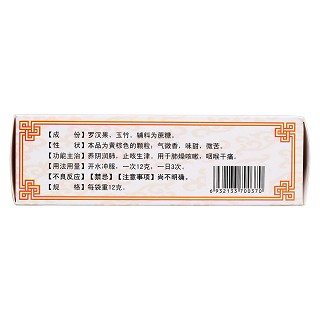 【成　份】罗汉果、玉竹，辅料为蔗糖。
【性　状】本品为黄棕色的颗粒；气微香，味甜，微苦。
【功能主治】养阴润肺，止咳生津。用于肺燥咳嗽，咽喉干痛。
【用法用量】开水冲服，一次12克，一日3次。
【不良反应】【禁忌】【注意事项】尚不明确。
【规　格】每袋重12克。
6932133700370